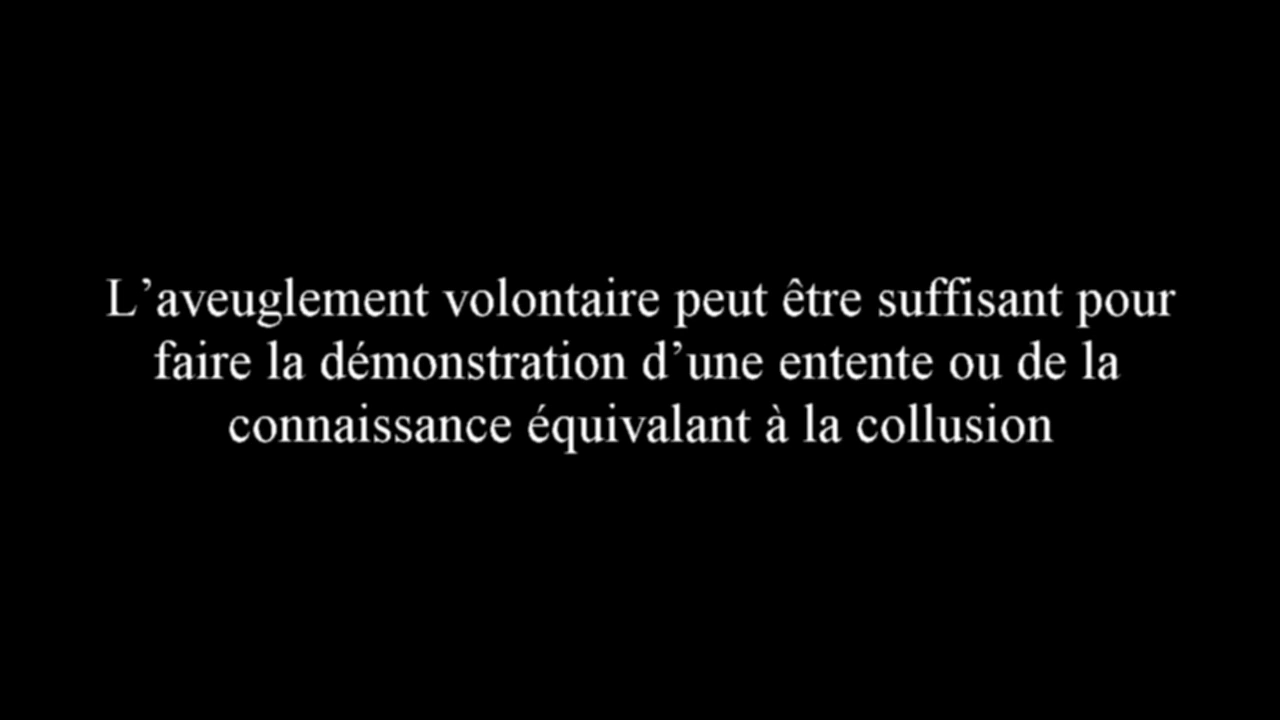 L’aveuglement volontaire peut être suffisant pour
faire la démonstration d’une entente ou de la
connaissance équivalant à la collusion